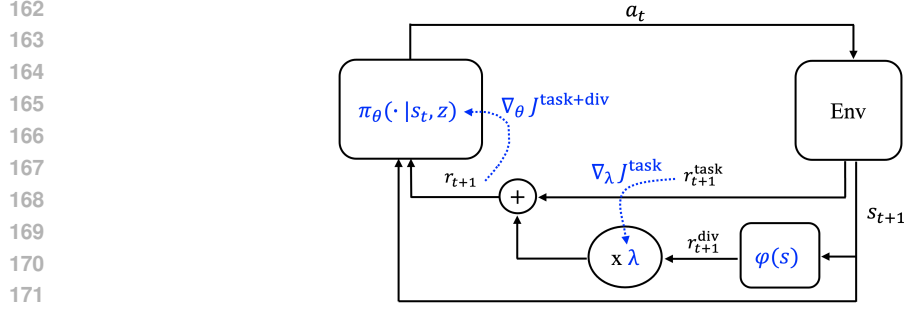 162
a_t
163
164
165
π_θ(· |s_t, z)
∇_θ J^{task+div}
Env
166
167
r_{t+1}
∇_λ J^{task}
r_{t+1}^{task}
168
+
s_{t+1}
169
r_{t+1}^{div}
170
x λ
φ(s)
171